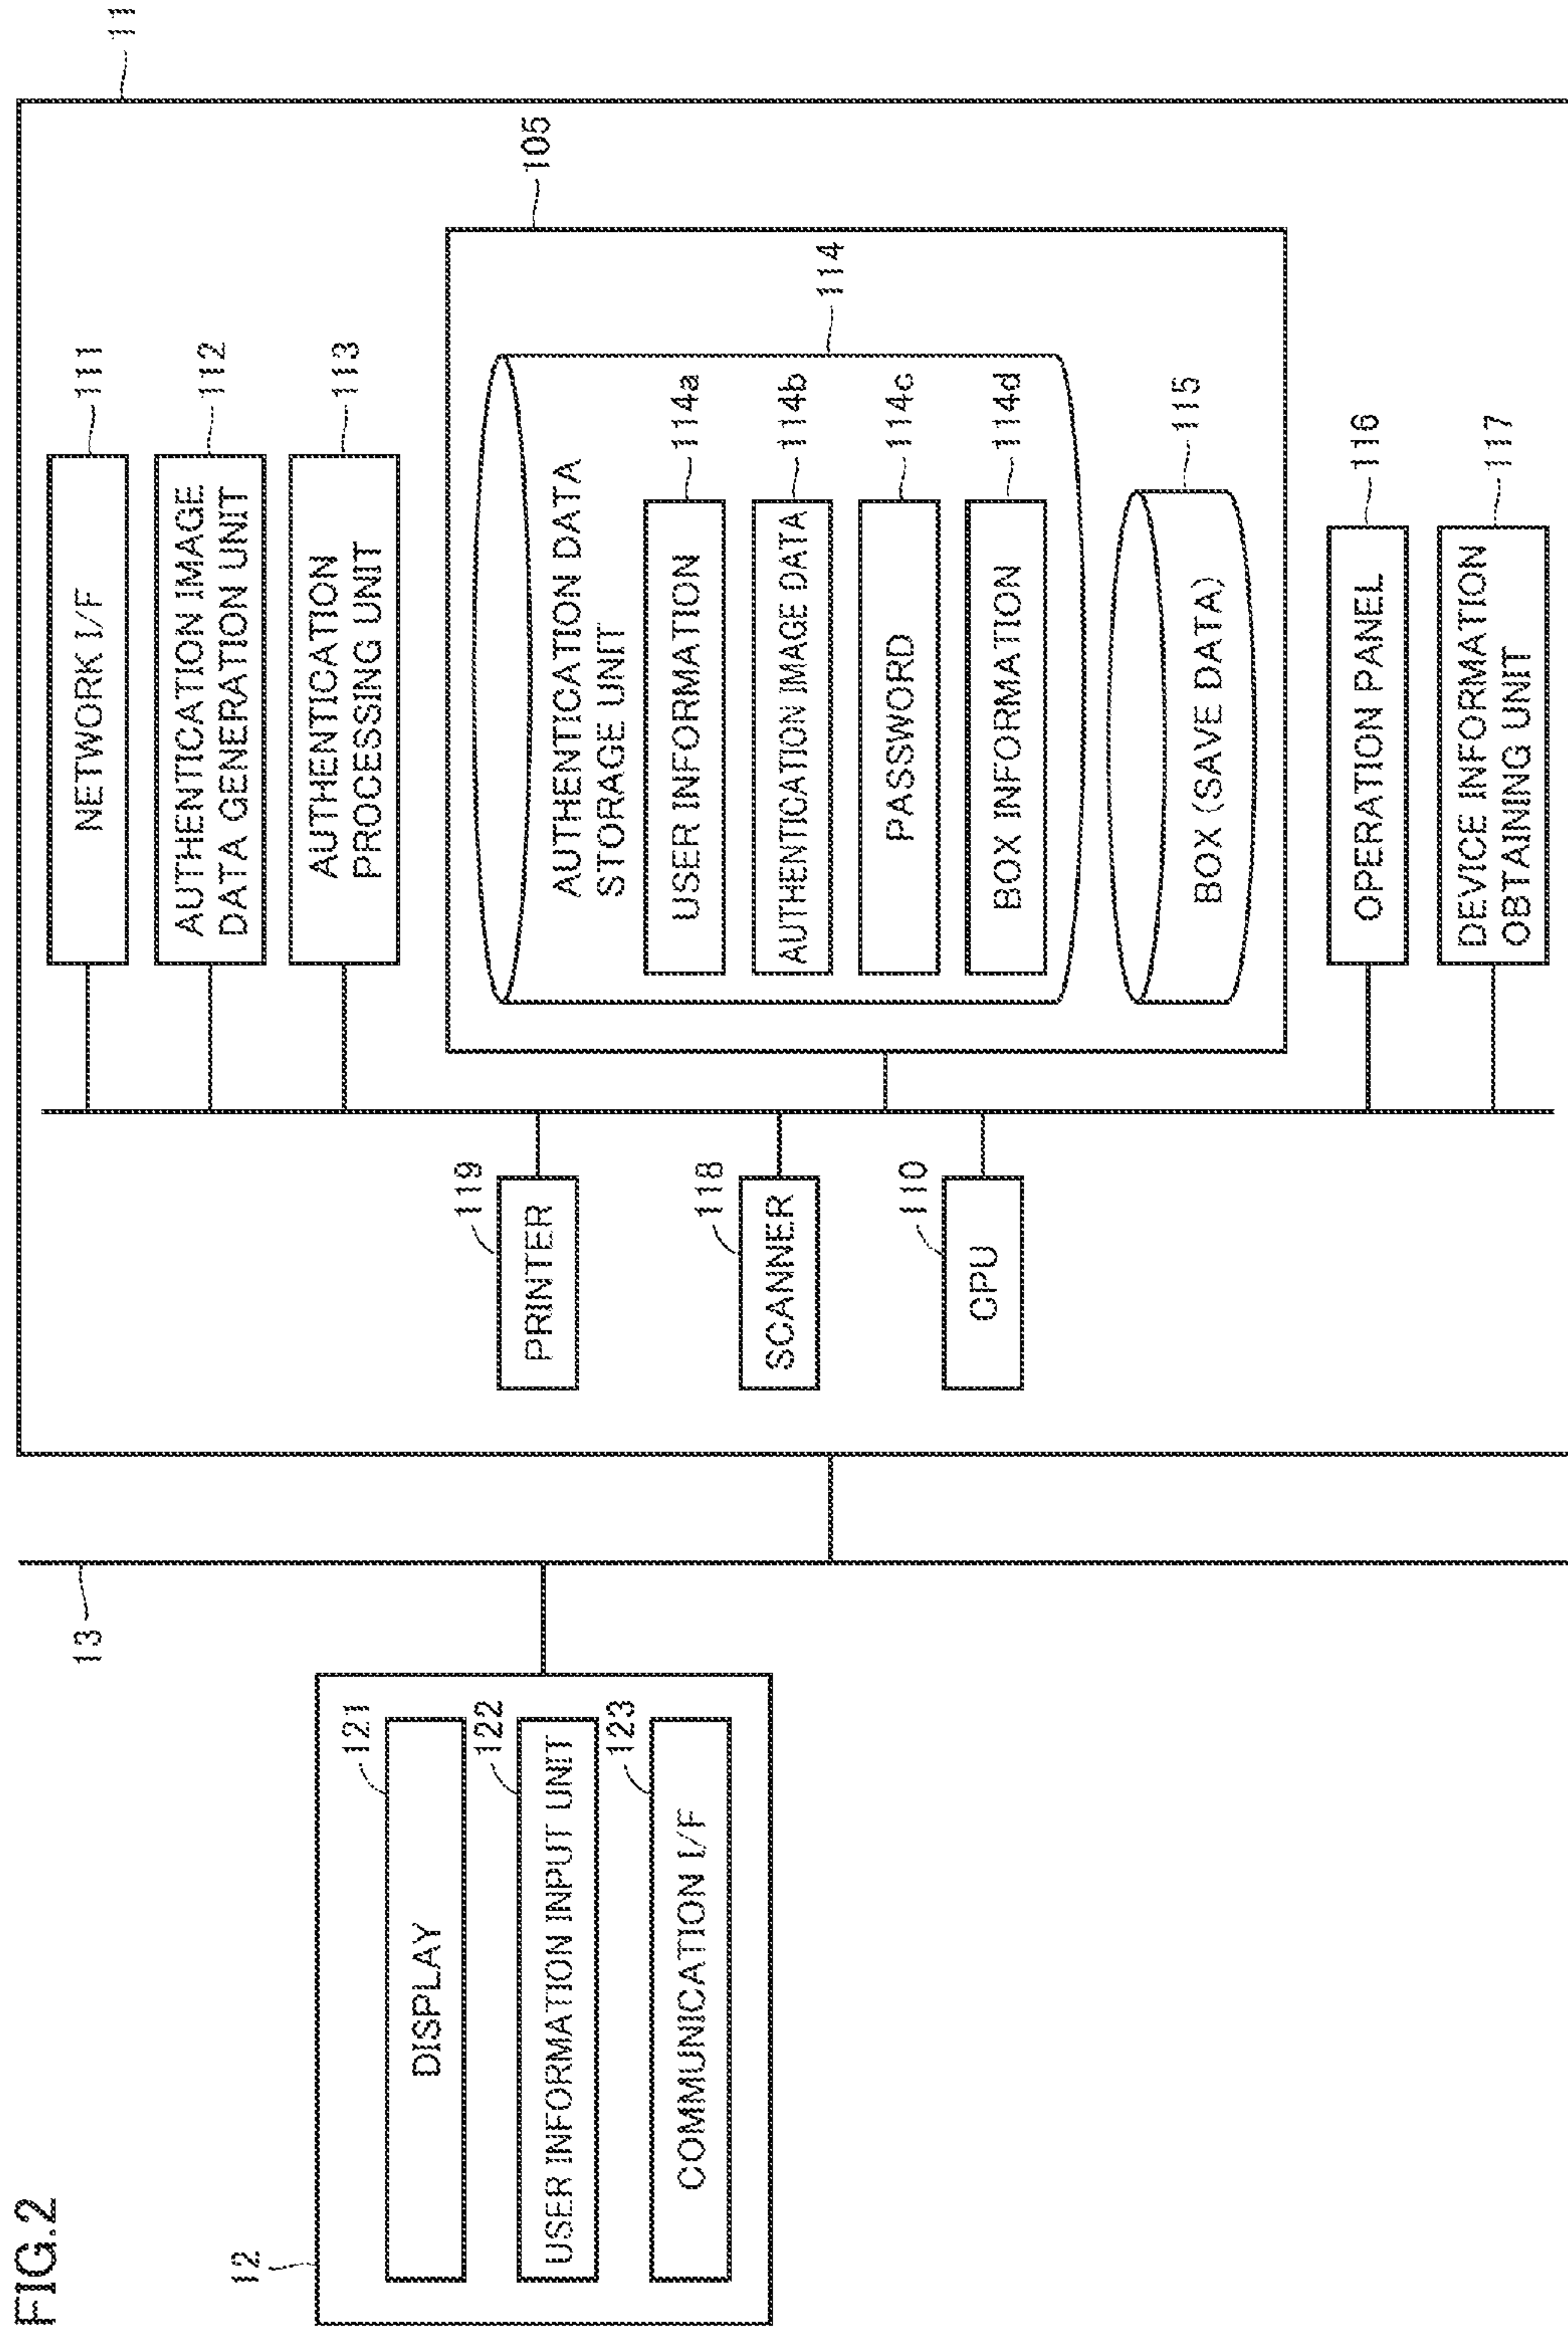 FIG.2
12
121
DISPLAY
122
USER INFORMATION INPUT UNIT
123
COMMUNICATION I/F
13
11
119
PRINTER
118
SCANNER
110
CPU
111
NETWORK I/F
112
AUTHENTICATION IMAGE
DATA GENERATION UNIT
113
AUTHENTICATION
PROCESSING UNIT
105
114
AUTHENTICATION DATA
STORAGE UNIT
114a
USER INFORMATION
114b
AUTHENTICATION IMAGE DATA
114c
PASSWORD
114d
BOX INFORMATION
115
BOX (SAVE DATA)
116
OPERATION PANEL
117
DEVICE INFORMATION
OBTAINING UNIT